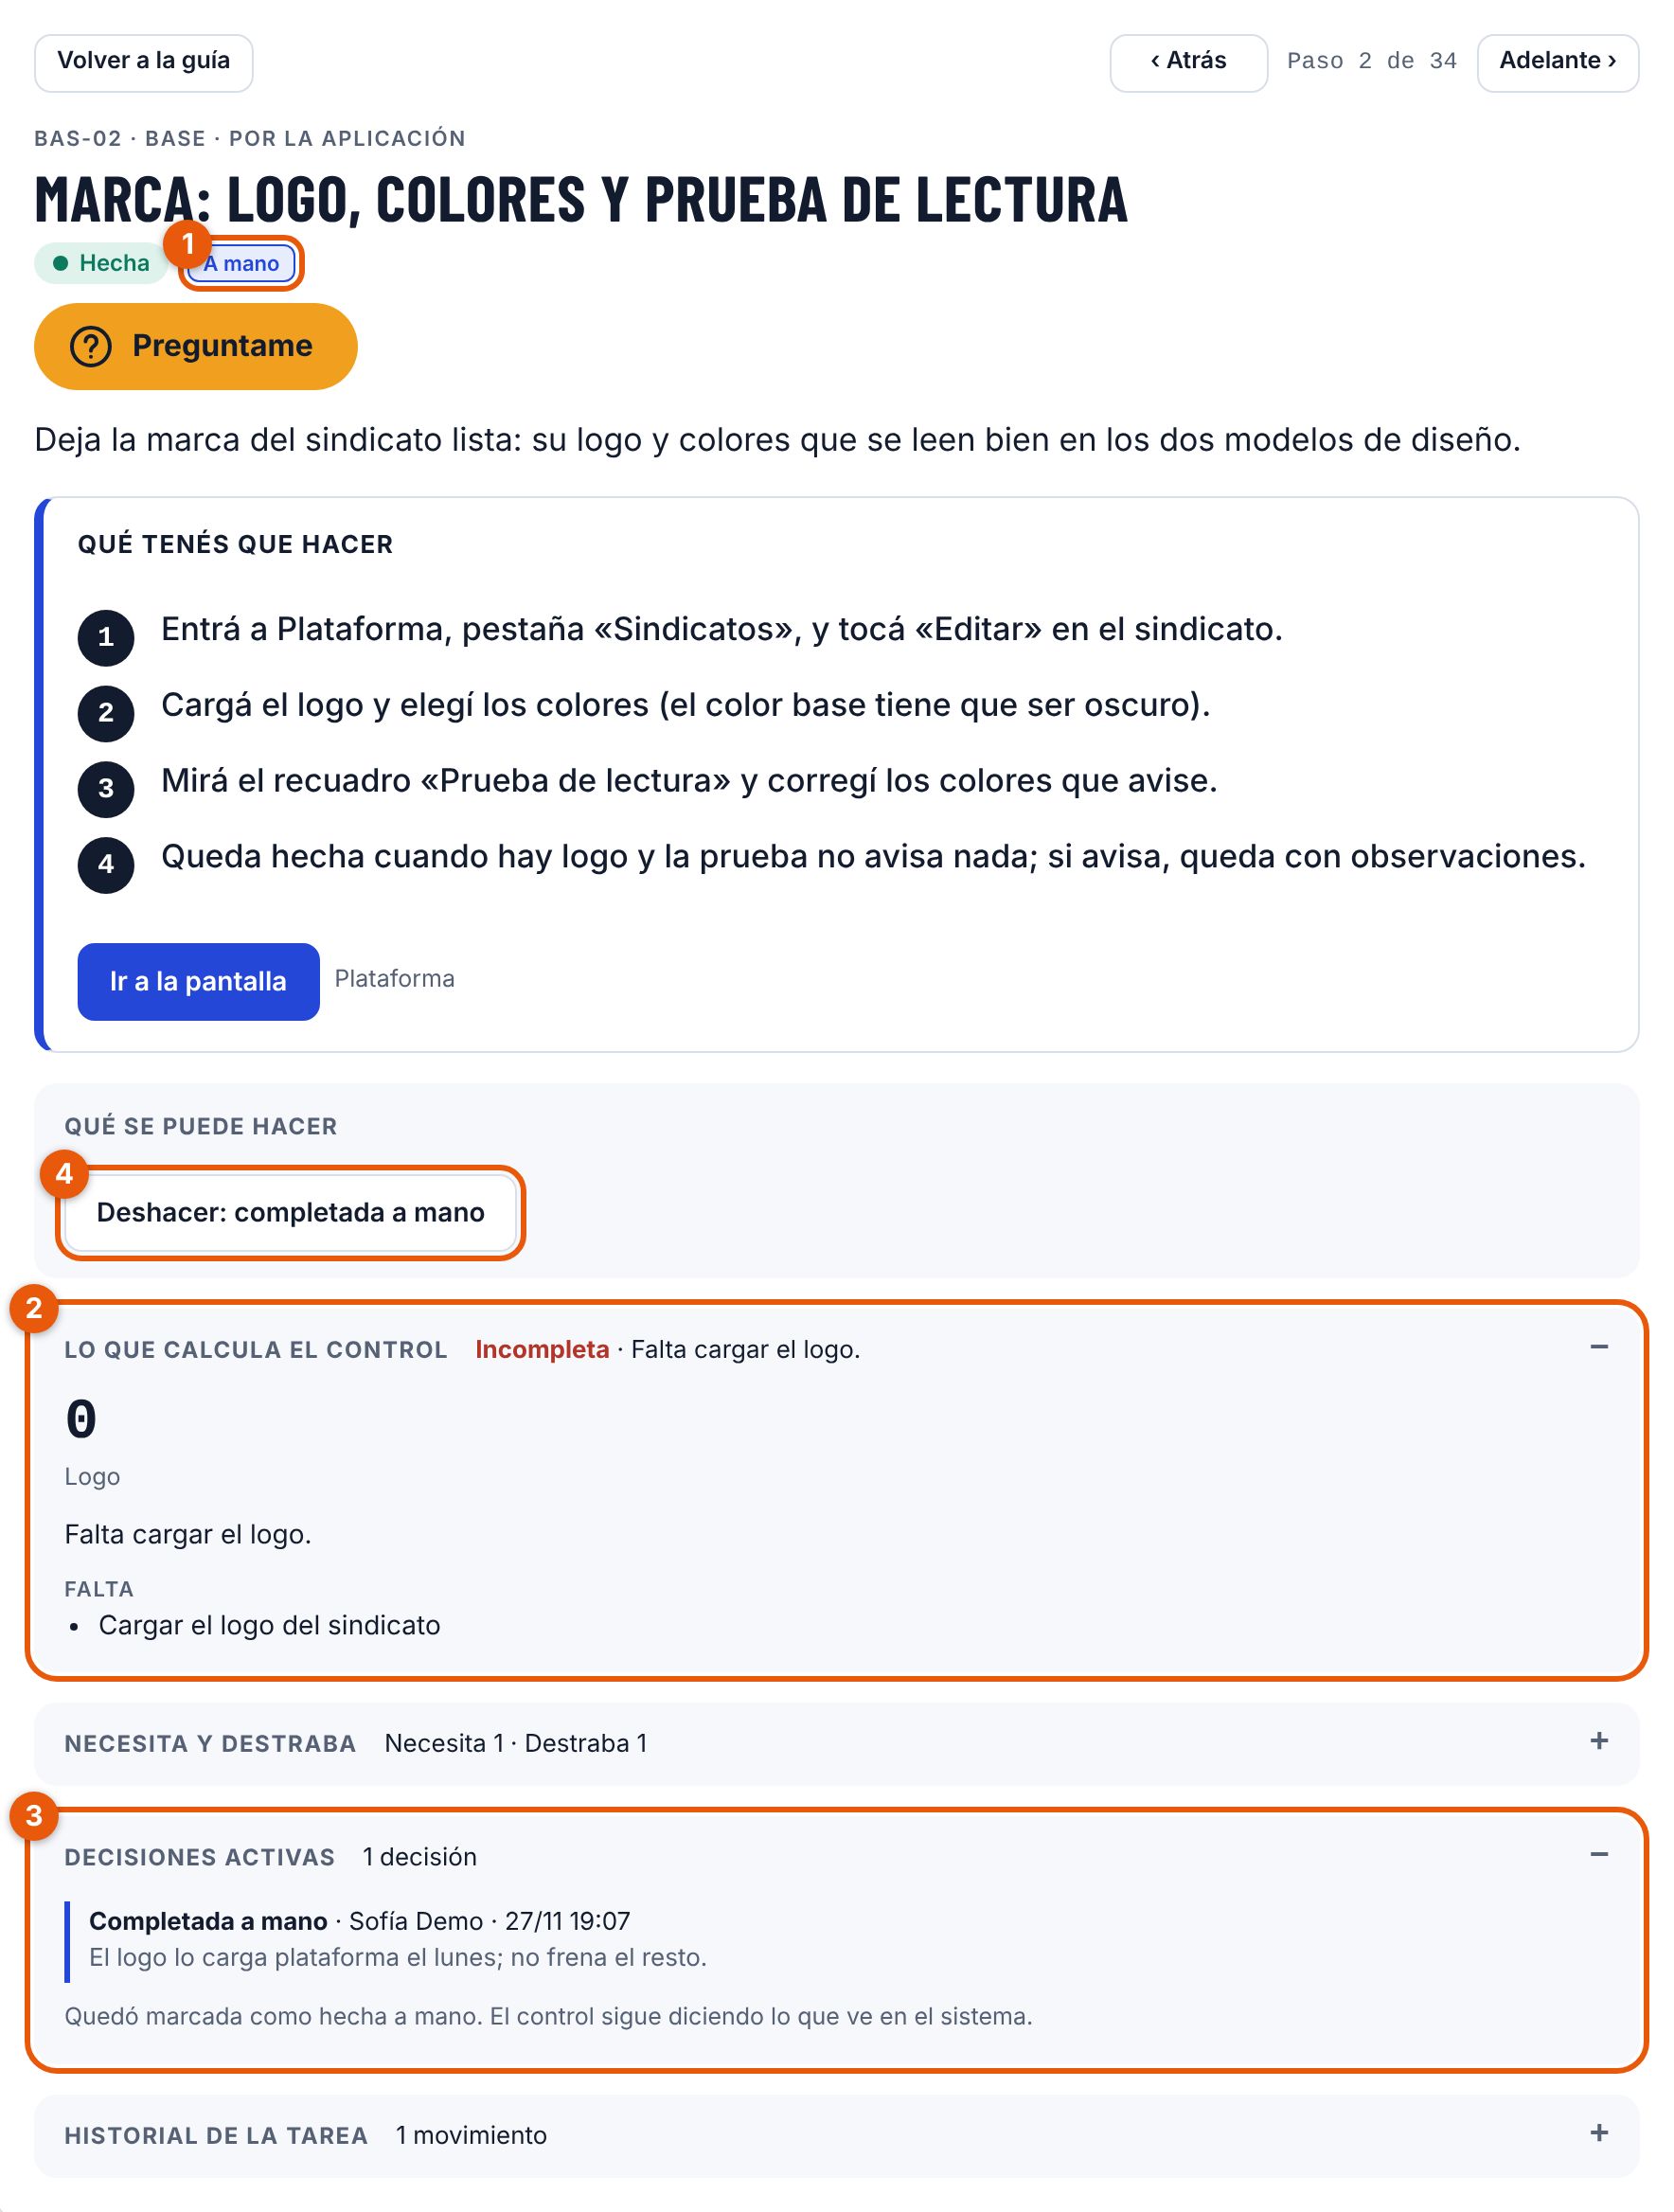 Volver a la guía
‹ Atrás
Paso 2 de 34
Adelante ›
BAS-02 · BASE · POR LA APLICACIÓN
MARCA: LOGO, COLORES Y PRUEBA DE LECTURA
Hecha
1
A mano
Preguntame
Deja la marca del sindicato lista: su logo y colores que se leen bien en los dos modelos de diseño.
QUÉ TENÉS QUE HACER
1 Entrá a Plataforma, pestaña «Sindicatos», y tocá «Editar» en el sindicato.
2 Cargá el logo y elegí los colores (el color base tiene que ser oscuro).
3 Mirá el recuadro «Prueba de lectura» y corregí los colores que avise.
4 Queda hecha cuando hay logo y la prueba no avisa nada; si avisa, queda con observaciones.
Ir a la pantalla
Plataforma
QUÉ SE PUEDE HACER
4
Deshacer: completada a mano
2
LO QUE CALCULA EL CONTROL Incompleta · Falta cargar el logo. −
0
Logo
Falta cargar el logo.
FALTA
• Cargar el logo del sindicato
NECESITA Y DESTRABA Necesita 1 · Destraba 1 +
3
DECISIONES ACTIVAS 1 decisión −
Completada a mano · Sofía Demo · 27/11 19:07
El logo lo carga plataforma el lunes; no frena el resto.
Quedó marcada como hecha a mano. El control sigue diciendo lo que ve en el sistema.
HISTORIAL DE LA TAREA 1 movimiento +